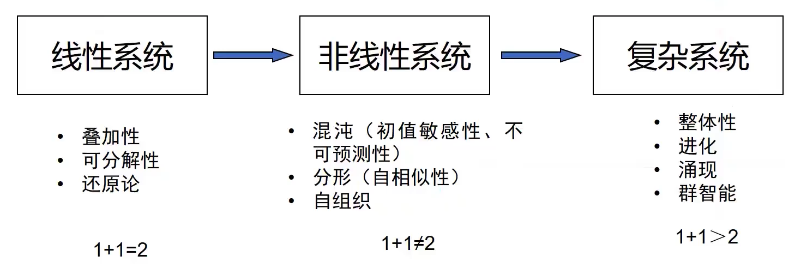 线性系统
非线性系统
复杂系统
• 叠加性
• 可分解性
• 还原论
1+1=2
• 混沌（初值敏感性、不
可预测性）
• 分形（自相似性）
• 自组织
1+1≠2
• 整体性
• 进化
• 涌现
• 群智能
1+1＞2